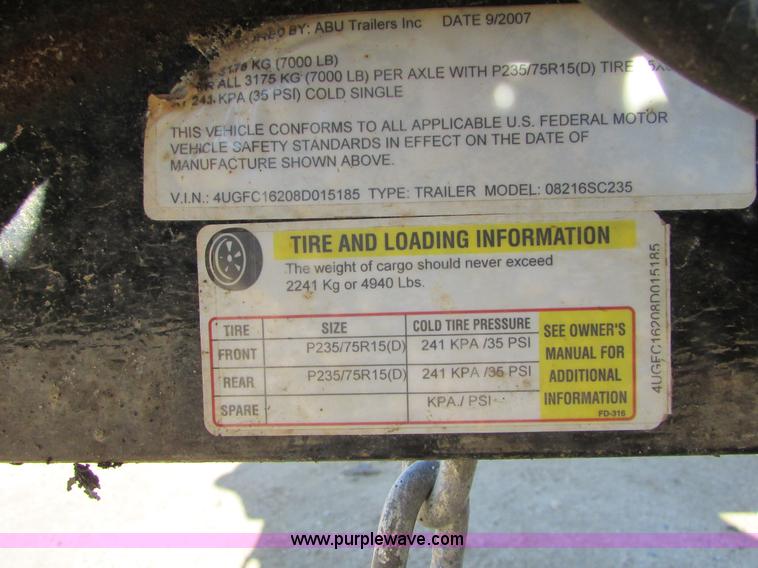 BY: ABU Trailers Inc DATE 9/2007
3175 KG (7000 LB)
ALL 3175 KG (7000 LB) PER AXLE WITH P235/75R15(D) TIRE
241 KPA (35 PSI) COLD SINGLE
THIS VEHICLE CONFORMS TO ALL APPLICABLE U.S. FEDERAL MOTOR
VEHICLE SAFETY STANDARDS IN EFFECT ON THE DATE OF
MANUFACTURE SHOWN ABOVE.
V.I.N.: 4UGFC16208D015185 TYPE: TRAILER MODEL: 08216SC235
TIRE AND LOADING INFORMATION
The weight of cargo should never exceed
2241 Kg or 4940 Lbs.
TIRE SIZE COLD TIRE PRESSURE
FRONT P235/75R15(D) 241 KPA /35 PSI
REAR P235/75R15(D) 241 KPA /35 PSI
SPARE KPA./ PSI
SEE OWNER'S
MANUAL FOR
ADDITIONAL
INFORMATION
FD-316
4UGFC16208D015185
www.purplewave.com